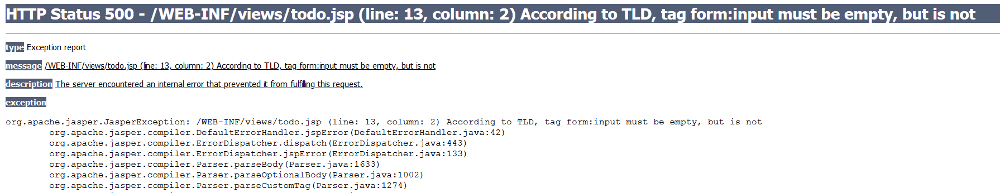 HTTP Status 500 - /WEB-INF/views/todo.jsp (line: 13, column: 2) According to TLD, tag form:input must be empty, but is not
type Exception report
message /WEB-INF/views/todo.jsp (line: 13, column: 2) According to TLD, tag form:input must be empty, but is not
description The server encountered an internal error that prevented it from fulfilling this request.
exception
org.apache.jasper.JasperException: /WEB-INF/views/todo.jsp (line: 13, column: 2) According to TLD, tag form:input must be empty, but is not
org.apache.jasper.compiler.DefaultErrorHandler.jspError(DefaultErrorHandler.java:42)
org.apache.jasper.compiler.ErrorDispatcher.dispatch(ErrorDispatcher.java:443)
org.apache.jasper.compiler.ErrorDispatcher.jspError(ErrorDispatcher.java:133)
org.apache.jasper.compiler.Parser.parseBody(Parser.java:1633)
org.apache.jasper.compiler.Parser.parseOptionalBody(Parser.java:1002)
org.apache.jasper.compiler.Parser.parseCustomTag(Parser.java:1274)